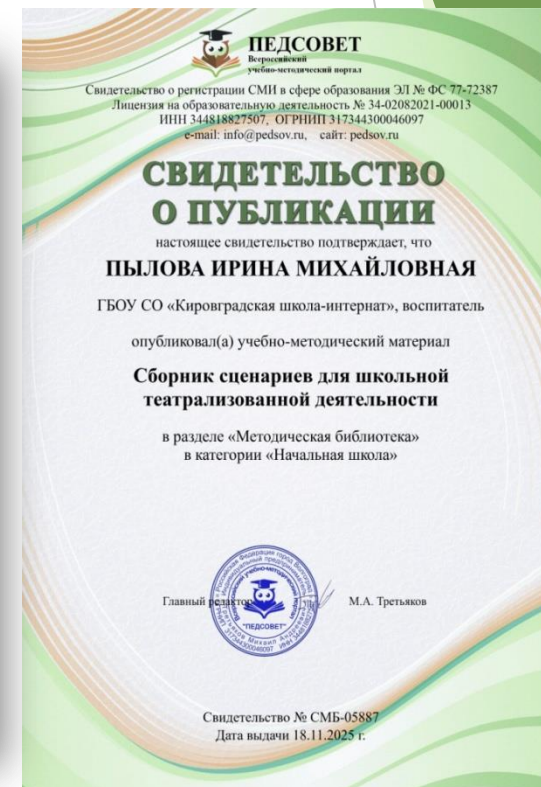 ПЕДСОВЕТ
Всероссийский
учебно-методический портал
Свидетельство о регистрации СМИ в сфере образования ЭЛ № ФС 77-72387
Лицензия на образовательную деятельность № 34-02082021-00013
ИНН 344818827507, ОГРНИП 317344300046097
e-mail: info@pedsov.ru, сайт: pedsov.ru
СВИДЕТЕЛЬСТВО
О ПУБЛИКАЦИИ
настоящее свидетельство подтверждает, что
ПЫЛОВА ИРИНА МИХАЙЛОВНАЯ
ГБОУ СО «Кировградская школа-интернат», воспитатель
опубликовал(а) учебно-методический материал
Сборник сценариев для школьной
театрализованной деятельности
в разделе «Методическая библиотека»
в категории «Начальная школа»
Главный редактор
М.А. Третьяков
"ПЕДСОВЕТ"
Свидетельство № СМБ-05887
Дата выдачи 18.11.2025 г.